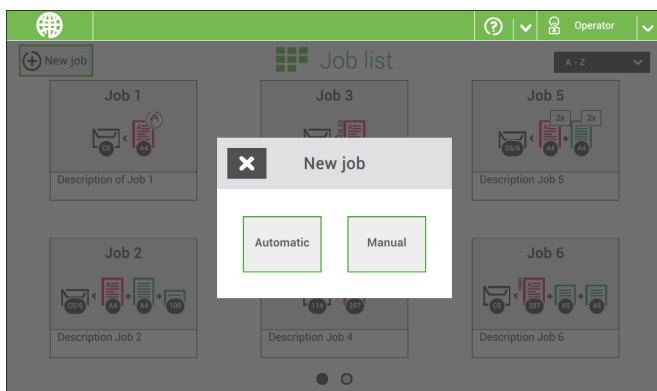 Operator
New job
Job list
A - Z
Job 1
Job 3
Job 5
2x
2x
C5
A4
C5/6
A4
A4
Description of Job 1
Description Job 5
New job
Automatic
Manual
Job 2
Job 6
C5/6
A4
A4
100
114
297
C5
297
A5
A5
Description Job 2
Description Job 4
Description Job 6